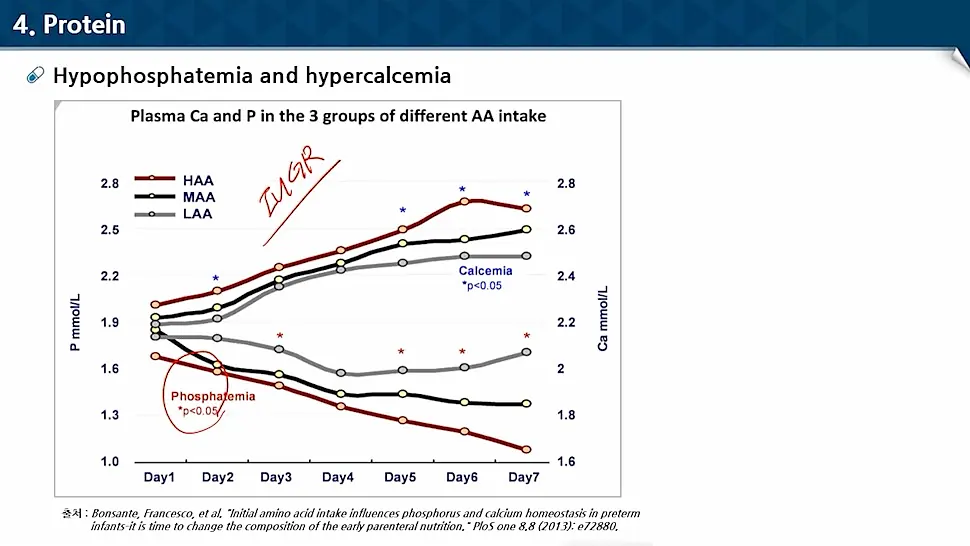 4. Protein
Hypophosphatemia and hypercalcemia
Plasma Ca and P in the 3 groups of different AA intake
IUGR
HAA
MAA
LAA
2.8
2.5
2.2
1.9
1.6
1.3
1.0
P mmol/L
2.8
2.6
2.4
2.2
2
1.8
1.6
Ca mmol/L
* * * *
Calcemia
*p<0.05
* * * *
Phosphatemia
*p<0.05
Day1 Day2 Day3 Day4 Day5 Day6 Day7
출처 : Bonsante, Francesco, et al. "Initial amino acid intake influences phosphorus and calcium homeostasis in preterm
infants-it is time to change the composition of the early parenteral nutrition." PloS one 8.8 (2013): e72880.